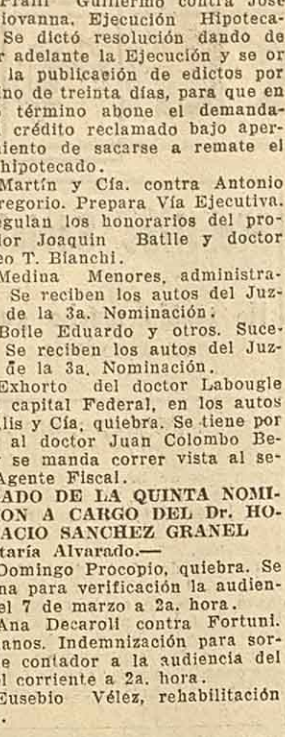 Frain Guillermo contra José
iovanna. Ejecución Hipoteca-
Se dictó resolución dando de
r adelante la Ejecución y se or
la publicación de edictos por
ino de treinta días, para que en
término abone el demanda-
crédito reclamado bajo aper-
miento de sacarse a remate el
hipotecado.
Martín y Cía. contra Antonio
regorio. Prepara Vía Ejecutiva.
egulan los honorarios del pro-
dor Joaquin Batlle y doctor
eo T. Bianchi.
Medina Menores, administra-
Se reciben los autos del Juz-
de la 3a. Nominación.
Boile Eduardo y otros. Suce-
Se reciben los autos del Juz-
de la 3a. Nominación.
Exhorto del doctor Labougle
capital Federal, en los autos
lis y Cía, quiebra. Se tiene por
al doctor Juan Colombo Be-
y se manda correr vista al se-
Agente Fiscal.
ADO DE LA QUINTA NOMI-
ON A CARGO DEL Dr. HO-
ACIO SANCHEZ GRANEL
taría Alvarado.—
Domingo Procopio, quiebra. Se
na para verificación la audien-
el 7 de marzo a 2a. hora.
Ana Decaroli contra Fortuni.
anos. Indemnización para sor-
e contador a la audiencia del
l corriente a 2a. hora.
Eusebio Vélez, rehabilitación
.